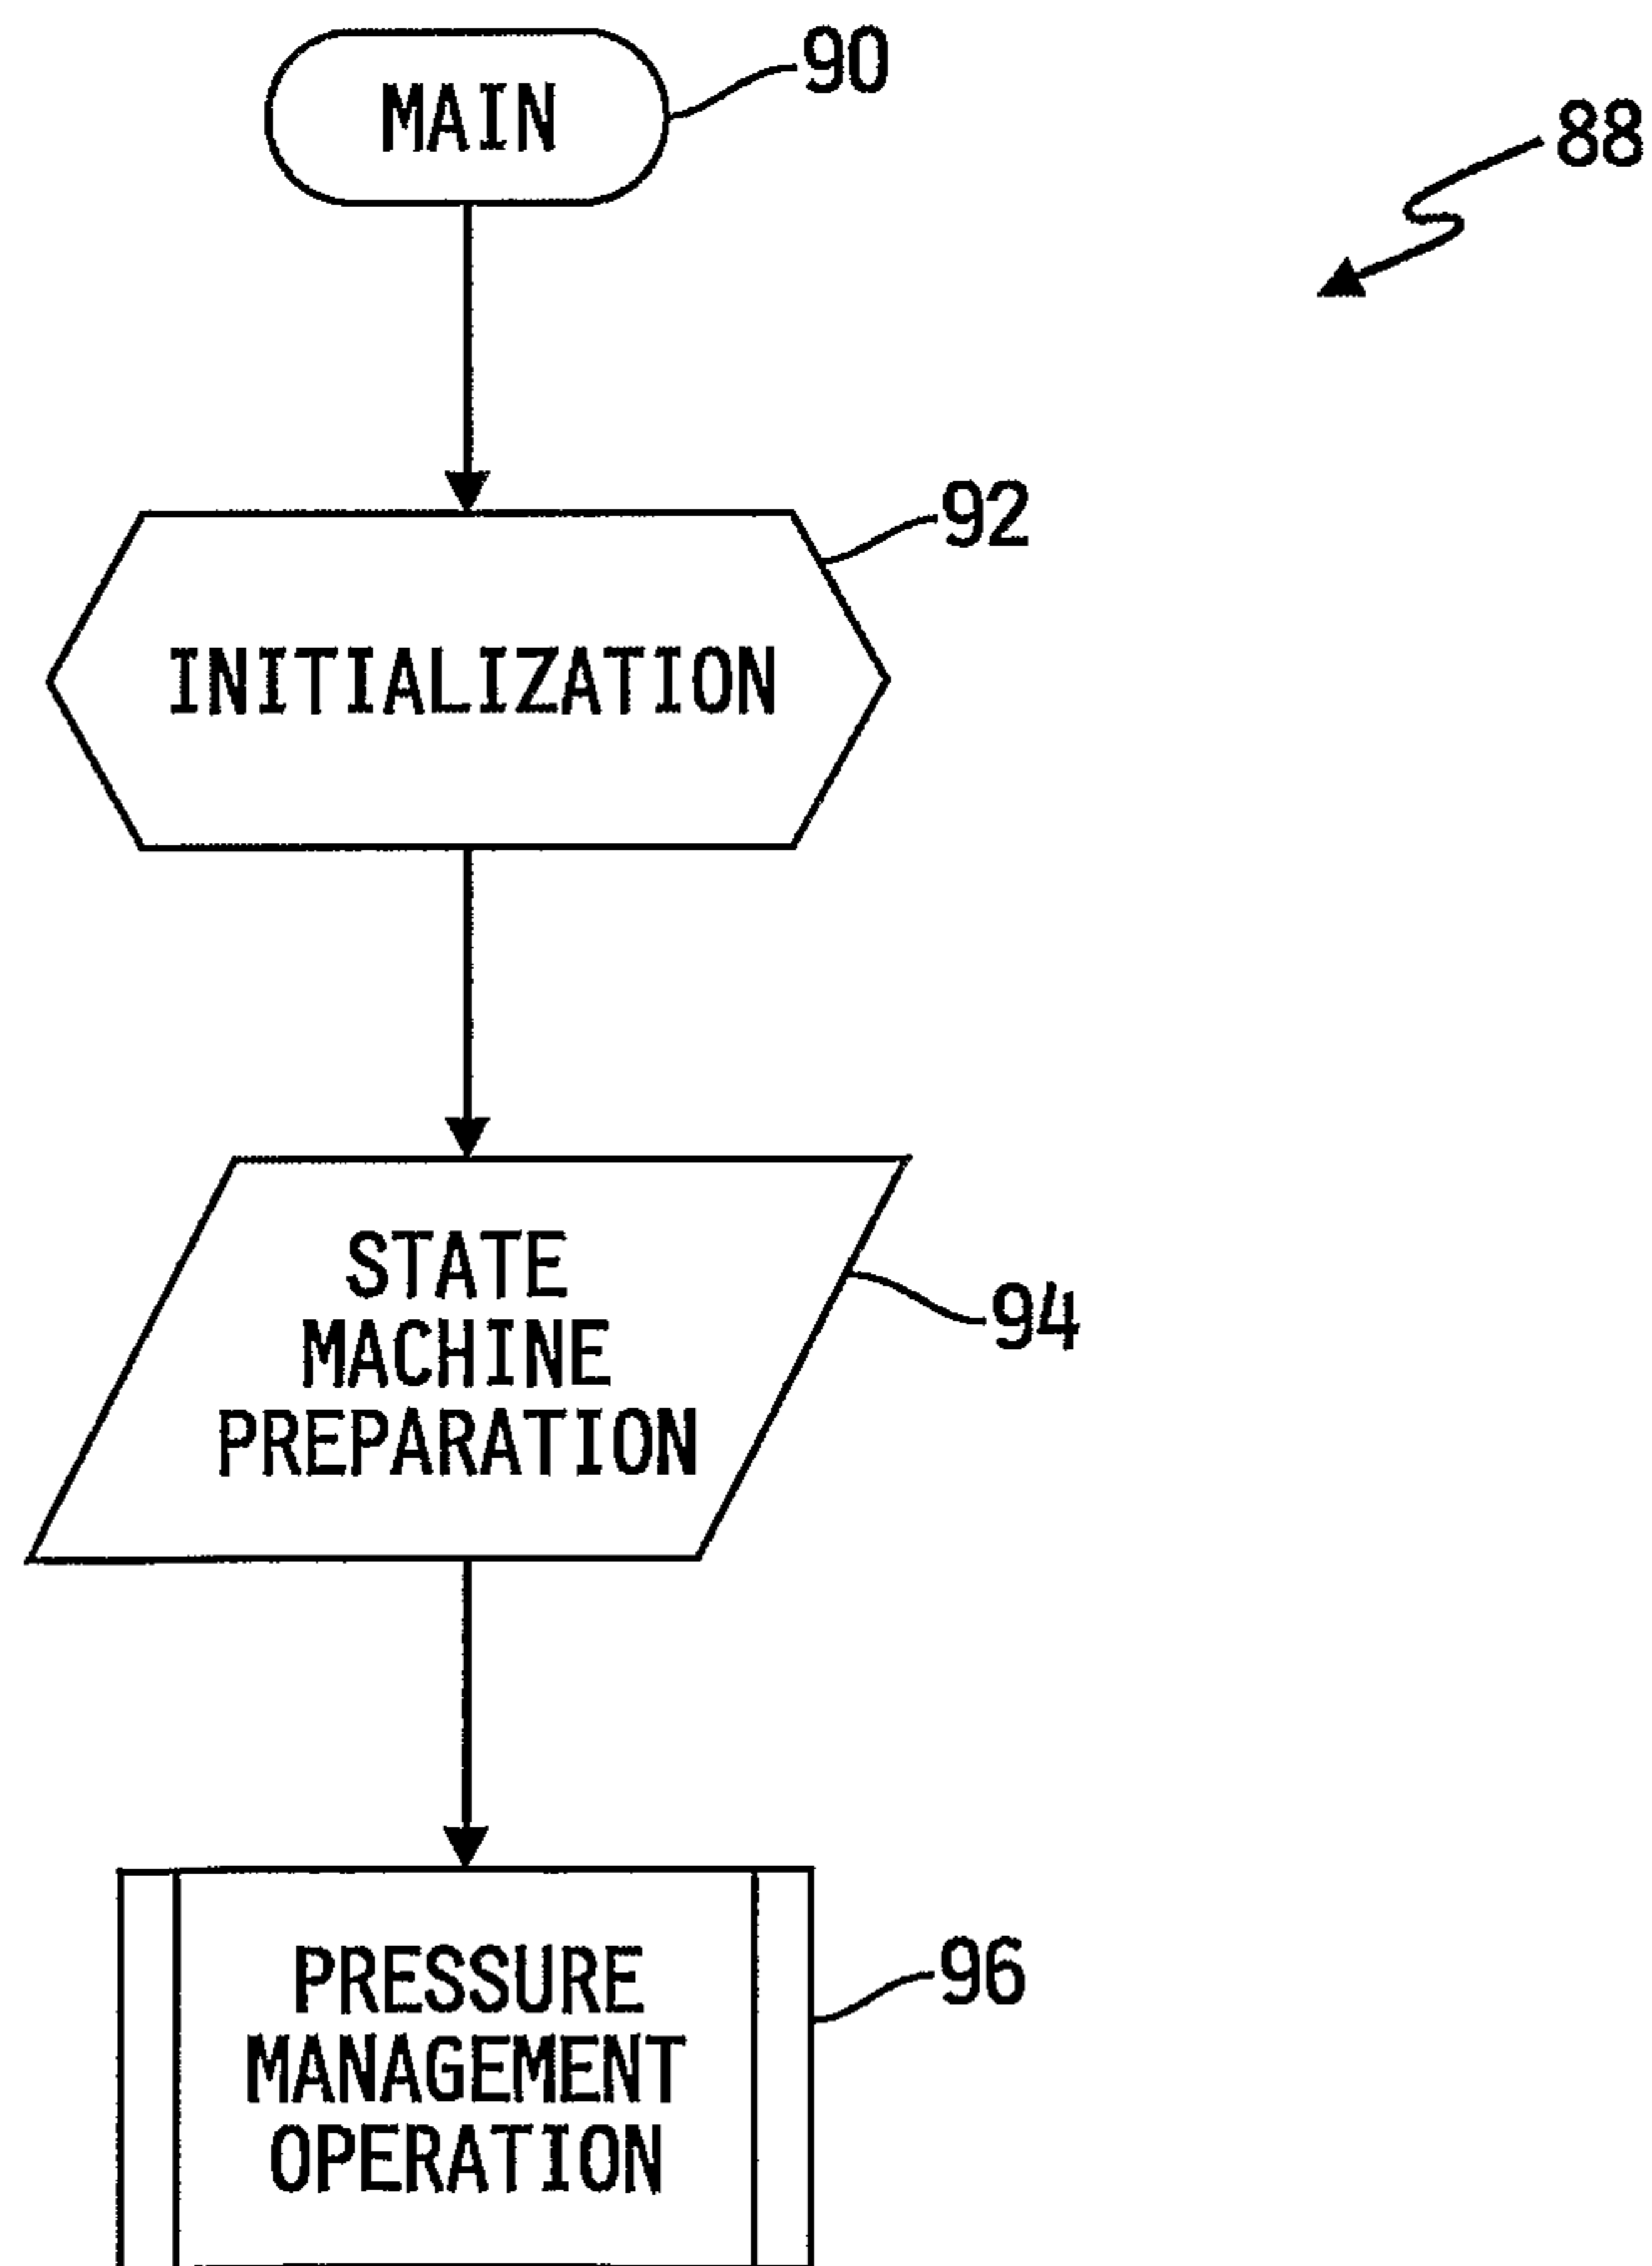 MAIN
90
88
92
INITIALIZATION
STATE
MACHINE
PREPARATION
94
PRESSURE
MANAGEMENT
OPERATION
96